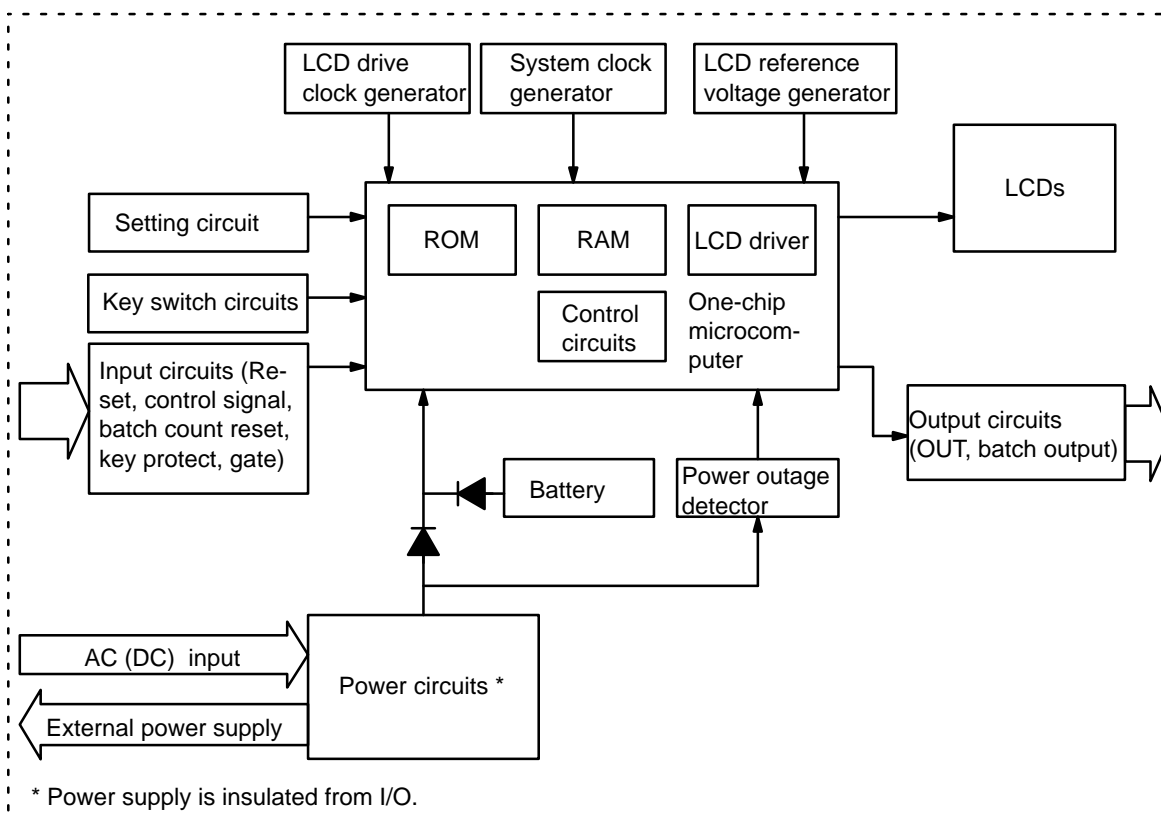 LCD drive
clock generator
System clock
generator
LCD reference
voltage generator
LCDs
Setting circuit
ROM
RAM
LCD driver
Key switch circuits
Control
circuits
One-chip
microcom-
puter
Input circuits (Re-
set, control signal,
batch count reset,
key protect, gate)
Output circuits
(OUT, batch output)
Battery
Power outage
detector
AC (DC) input
Power circuits *
External power supply
* Power supply is insulated from I/O.